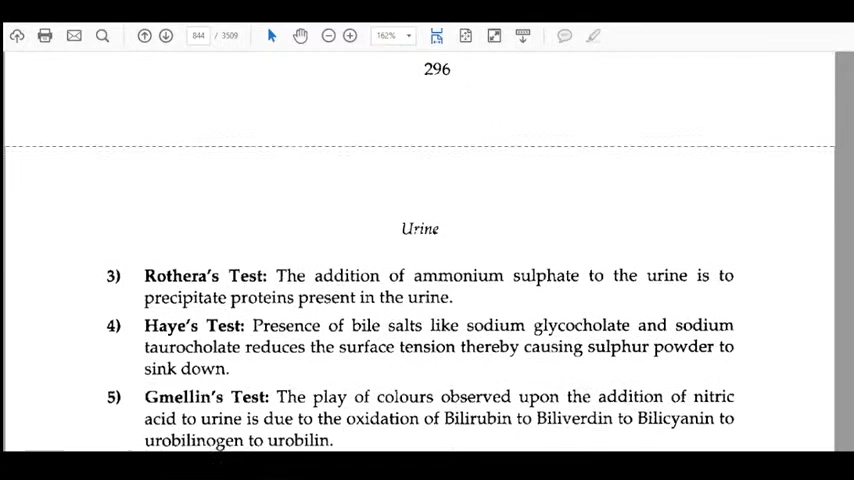 844 / 3509
162%
296
Urine
3) Rothera's Test: The addition of ammonium sulphate to the urine is to
precipitate proteins present in the urine.
4) Haye's Test: Presence of bile salts like sodium glycocholate and sodium
taurocholate reduces the surface tension thereby causing sulphur powder to
sink down.
5) Gmellin's Test: The play of colours observed upon the addition of nitric
acid to urine is due to the oxidation of Bilirubin to Biliverdin to Bilicyanin to
urobilinogen to urobilin.